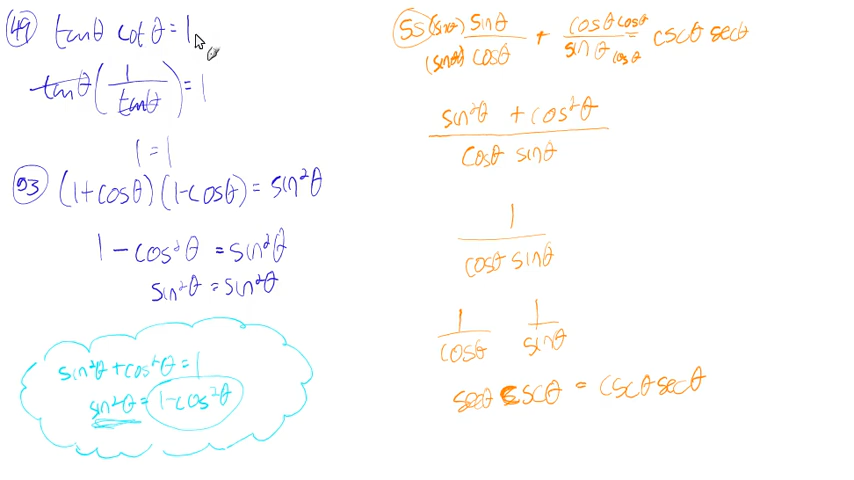 49 tanθ cotθ = 1
tanθ (1/tanθ) = 1
1 = 1
93 (1+cosθ)(1-cosθ) = sin²θ
1 - cos²θ = sin²θ
sin²θ = sin²θ
sin²θ + cos²θ = 1
sin²θ = 1-cos²θ
55 (sinθ) sinθ / (sinθ) cosθ + cosθ cosθ / sinθ cosθ = cscθ secθ
sin²θ + cos²θ / cosθ sinθ
1 / cosθ sinθ
1/cosθ 1/sinθ
secθ cscθ = cscθ secθ